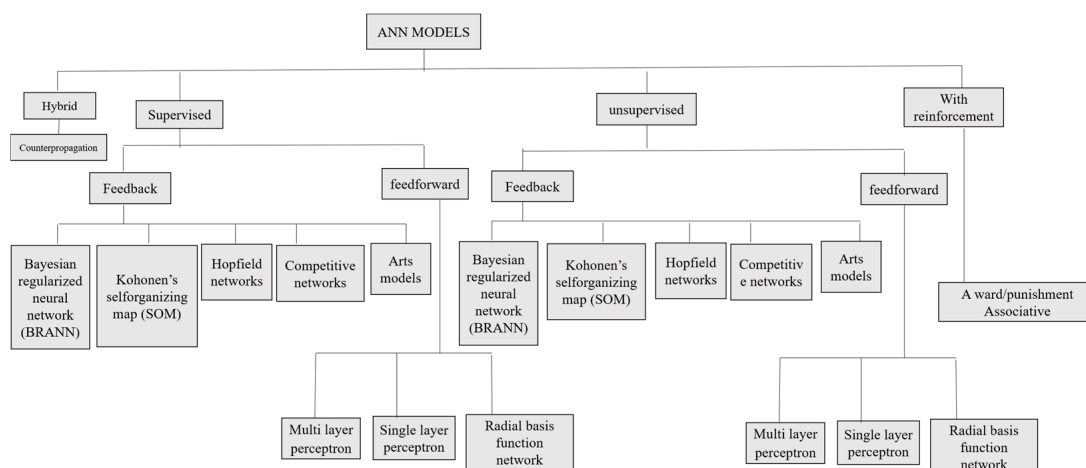 ANN MODELS
Hybrid
Supervised
unsupervised
With
reinforcement
Counterpropagation
Feedback
feedforward
Feedback
feedforward
Bayesian
regularized
neural
network
(BRANN)
Kohonen's
selforganizing
map (SOM)
Hopfield
networks
Competitive
networks
Arts
models
Bayesian
regularized
neural
network
(BRANN)
Kohonen's
selforganizing
map (SOM)
Hopfield
networks
Competitiv
e networks
Arts
models
A ward/punishment
Associative
Multi layer
perceptron
Single layer
perceptron
Radial basis
function
network
Multi layer
perceptron
Single layer
perceptron
Radial basis
function
network